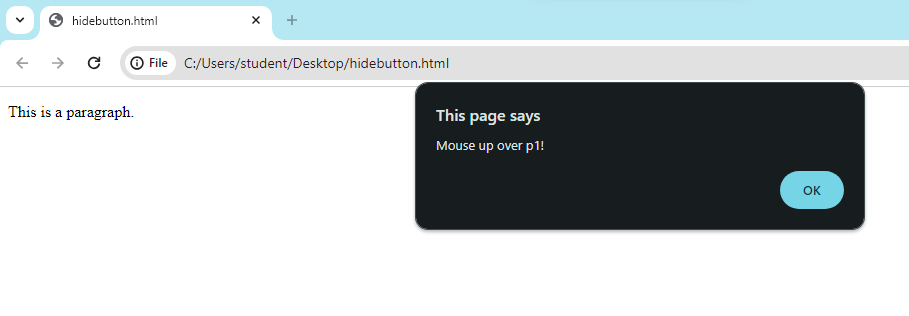 hidebutton.html
File C:/Users/student/Desktop/hidebutton.html
This is a paragraph.
This page says
Mouse up over p1!
OK